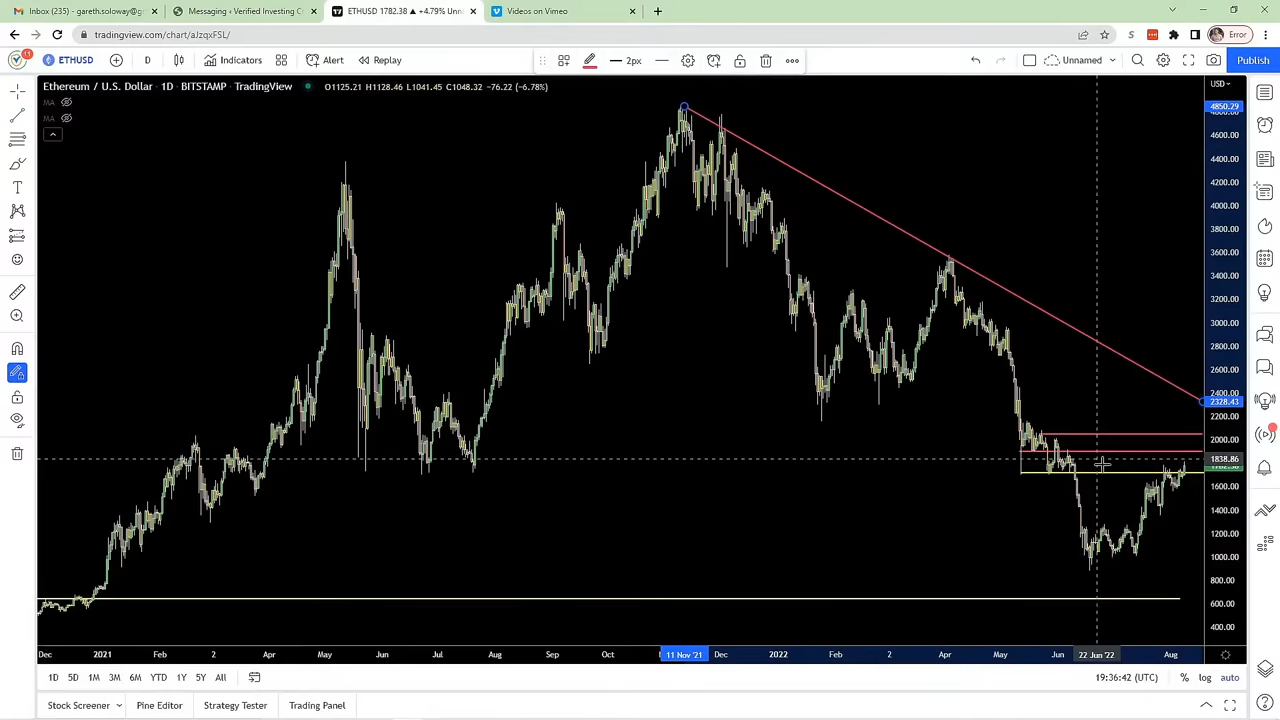 Inbox (235) - gareth.soloway@g
Messaging ‹ Verified Investing C
ETHUSD 1782.38 ▲ +4.79% Unn
Videos on Vimeo
tradingview.com/chart/aJzqxFSL/
Error
11
ETHUSD
D
Indicators
Alert
Replay
2px
Unnamed
Publish
Ethereum / U.S. Dollar · 1D · BITSTAMP · TradingView
O1125.21 H1128.46 L1041.45 C1048.32 −76.22 (−6.78%)
MA
MA
USD
4850.29
4600.00
4400.00
4200.00
4000.00
3800.00
3600.00
3400.00
3200.00
3000.00
2800.00
2600.00
2400.00
2328.43
2200.00
2000.00
1838.86
1600.00
1400.00
1200.00
1000.00
800.00
600.00
400.00
Dec 2021 Feb 2 Apr May Jun Jul Aug Sep Oct 11 Nov '21 Dec 2022 Feb 2 Apr May Jun 22 Jun '22 Aug
1D 5D 1M 3M 6M YTD 1Y 5Y All
19:36:42 (UTC) % log auto
Stock Screener Pine Editor Strategy Tester Trading Panel